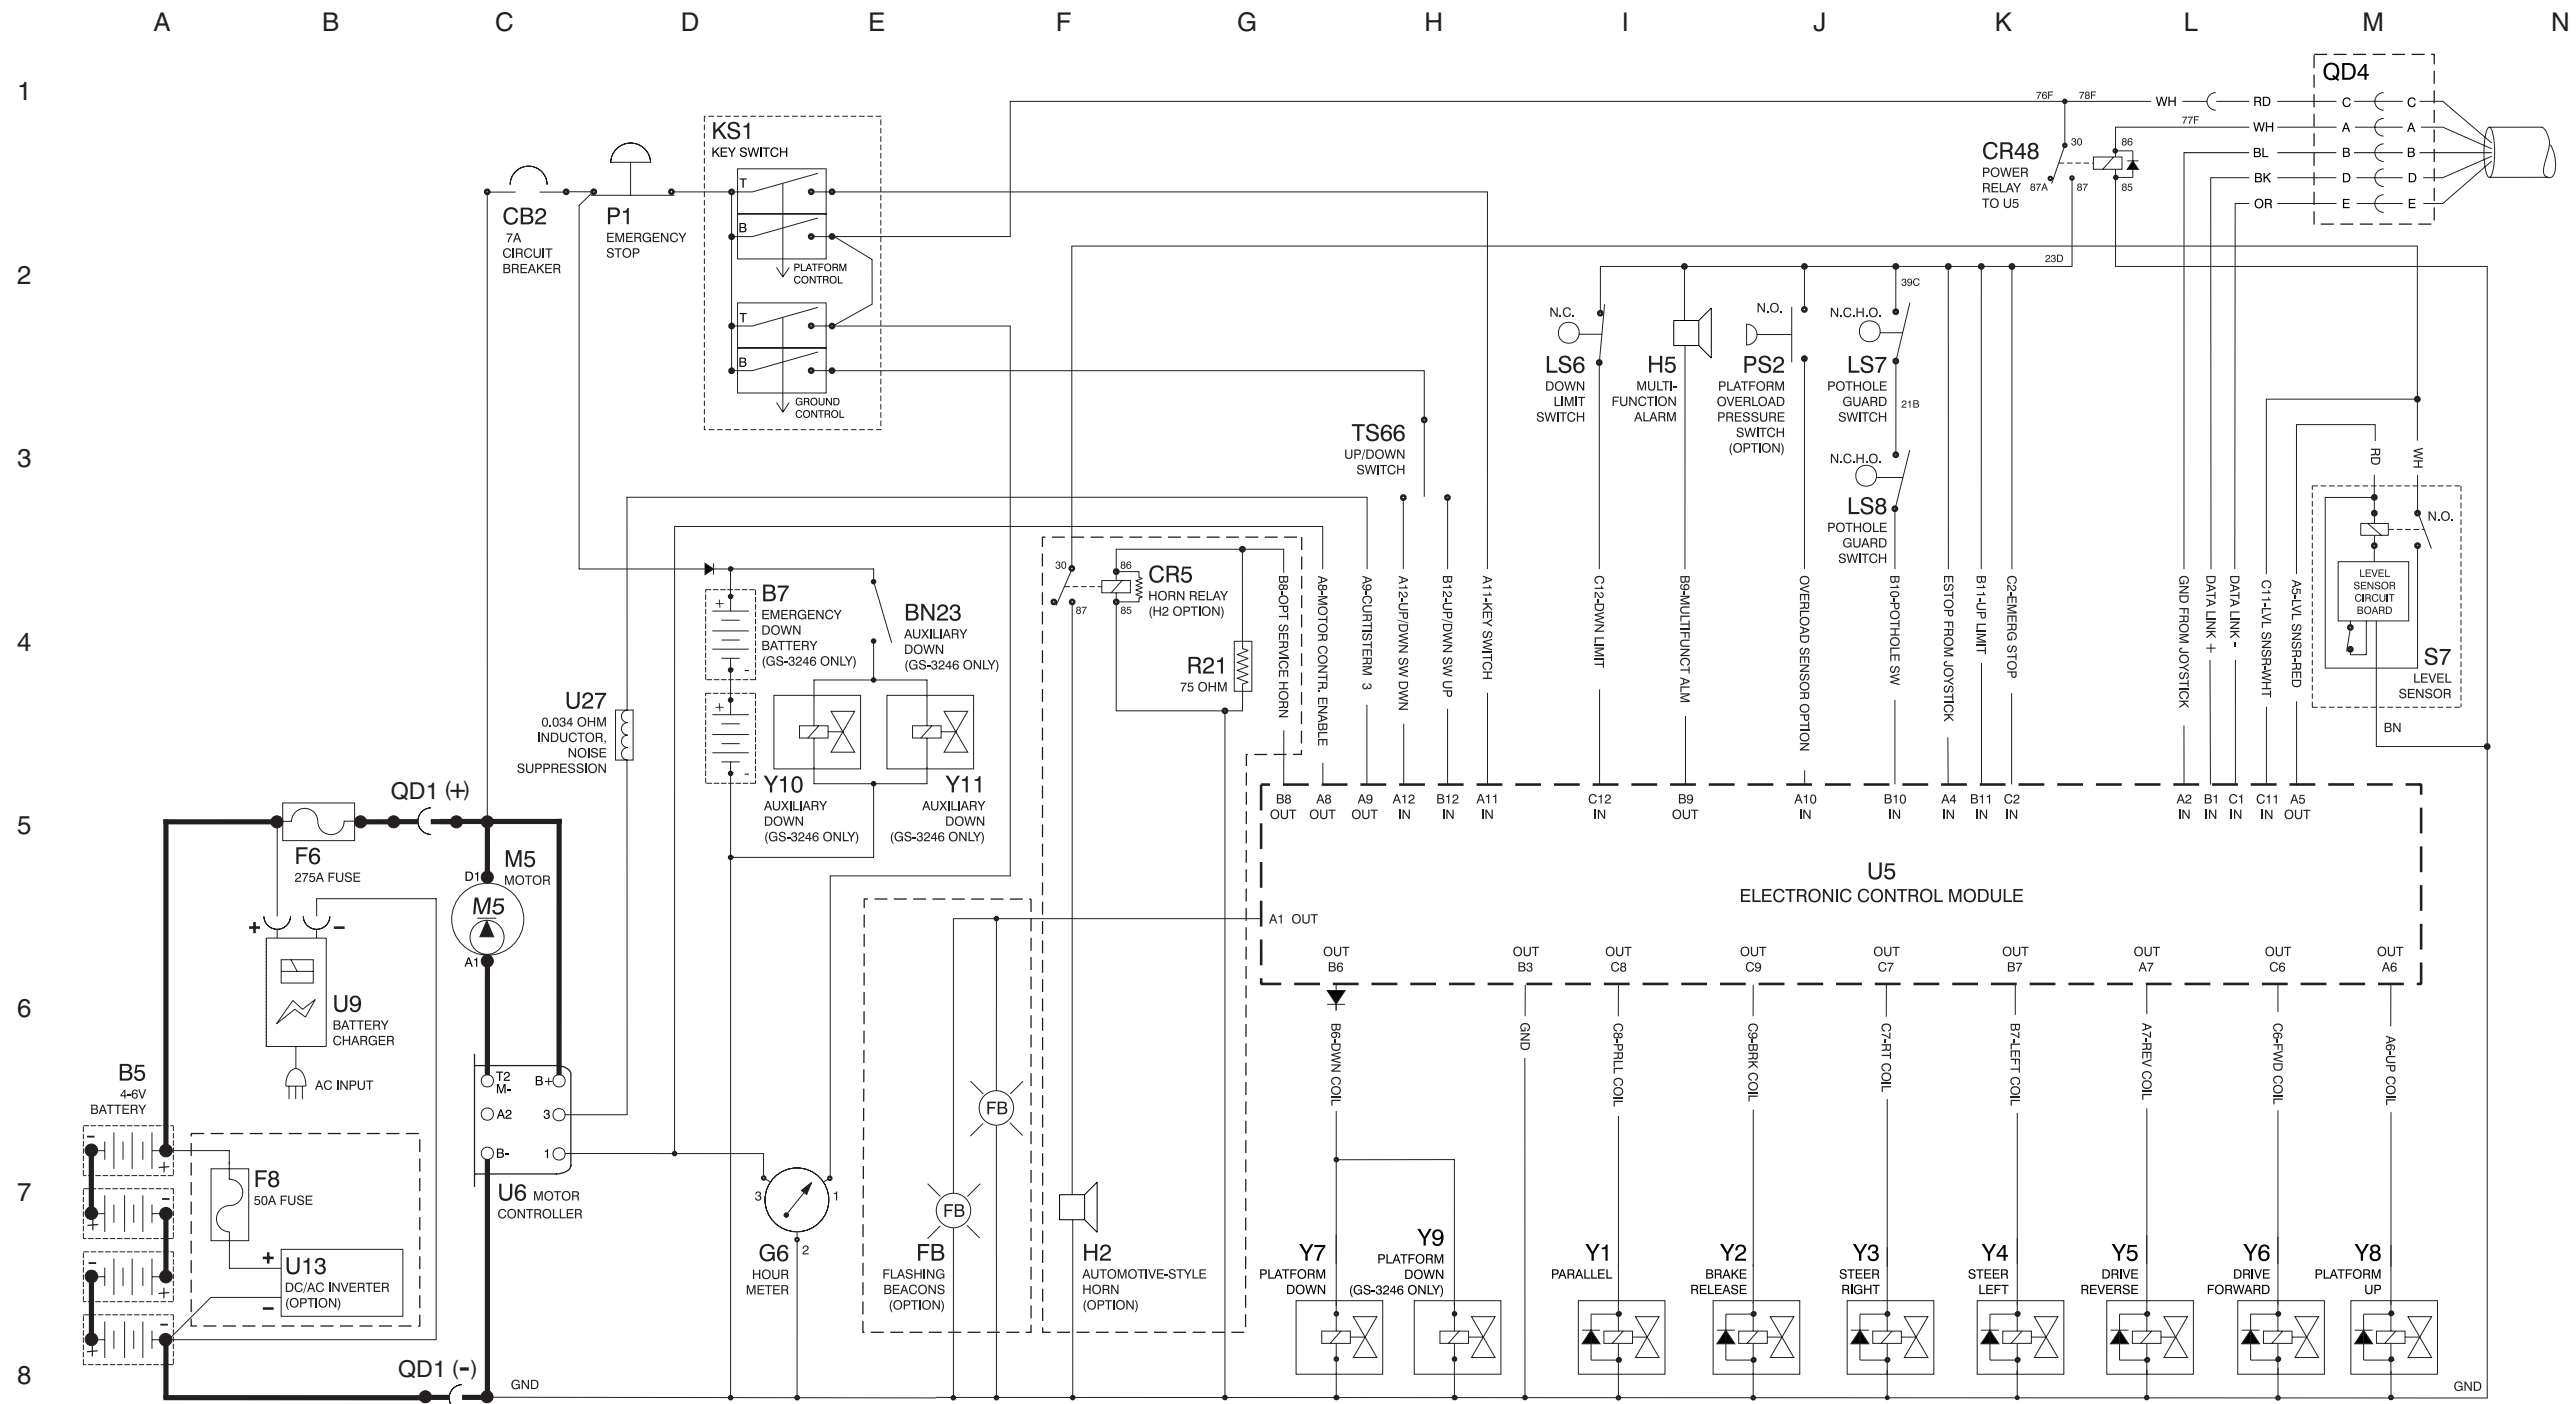 A B C D E F G H I J K L M N
1
2
3
4
5
6
7
8
QD4
76F 78F
WH RD C C
77F
WH A A
BL B B
BK D D
OR E E
CR48
POWER
RELAY
TO U5
30
86
87A
87
85
23D
KS1
KEY SWITCH
T
B
PLATFORM
CONTROL
T
B
GROUND
CONTROL
CB2
7A
CIRCUIT
BREAKER
P1
EMERGENCY
STOP
N.C.
LS6
DOWN
LIMIT
SWITCH
H5
MULTI-
FUNCTION
ALARM
N.O.
PS2
PLATFORM
OVERLOAD
PRESSURE
SWITCH
(OPTION)
39C
N.C.H.O.
LS7
POTHOLE
GUARD
SWITCH
21B
N.C.H.O.
LS8
POTHOLE
GUARD
SWITCH
TS66
UP/DOWN
SWITCH
RD
WH
N.O.
LEVEL
SENSOR
CIRCUIT
BOARD
S7
LEVEL
SENSOR
BN
B7
EMERGENCY
DOWN
BATTERY
(GS-3246 ONLY)
+
-
+
-
BN23
AUXILIARY
DOWN
(GS-3246 ONLY)
Y10
AUXILIARY
DOWN
(GS-3246 ONLY)
Y11
AUXILIARY
DOWN
(GS-3246 ONLY)
30
87
86
85
CR5
HORN RELAY
(H2 OPTION)
R21
75 OHM
U27
0.034 OHM
INDUCTOR,
NOISE
SUPPRESSION
B8-OPT SERVICE HORN
A8-MOTOR CONTR. ENABLE
A9-CURTISTERM 3
A12-UP/DWN SW DWN
B12-UP/DWN SW UP
A11-KEY SWITCH
C12-DWN LIMIT
B9-MULTIFUNCT ALM
OVERLOAD SENSOR OPTION
B10-POTHOLE SW
ESTOP FROM JOYSTICK
B11-UP LIMIT
C2-EMERG STOP
GND FROM JOYSTICK
DATA LINK +
DATA LINK -
C11-LVL SNSR-WHT
A5-LVL SNSR-RED
B8 A8 A9 A12 B12 A11 C12 B9 A10 B10 A4 B11 C2 A2 B1 C1 C11 A5
OUT OUT OUT IN IN IN IN OUT IN IN IN IN IN IN IN IN IN OUT
U5
ELECTRONIC CONTROL MODULE
A1 OUT
OUT OUT OUT OUT OUT OUT OUT OUT OUT
B6 B3 C8 C9 C7 B7 A7 C6 A6
QD1 (+)
F6
275A FUSE
M5
MOTOR
D1
M5
A1
+ -
U9
BATTERY
CHARGER
AC INPUT
B5
4-6V
BATTERY
- +
+ -
- +
+ -
F8
50A FUSE
+
U13
DC/AC INVERTER
(OPTION)
-
T2
M-
B+
A2
3
B-
1
U6 MOTOR
CONTROLLER
3
1
2
G6
HOUR
METER
FB
FB
FB
FLASHING
BEACONS
(OPTION)
H2
AUTOMOTIVE-STYLE
HORN
(OPTION)
B6-DWN COIL
GND
C8-PRLL COIL
C9-BRK COIL
C7-RT COIL
B7-LEFT COIL
A7-REV COIL
C6-FWD COIL
A6-UP COIL
Y7
PLATFORM
DOWN
Y9
PLATFORM
DOWN
(GS-3246 ONLY)
Y1
PARALLEL
Y2
BRAKE
RELEASE
Y3
STEER
RIGHT
Y4
STEER
LEFT
Y5
DRIVE
REVERSE
Y6
DRIVE
FORWARD
Y8
PLATFORM
UP
QD1 (-)
GND
GND